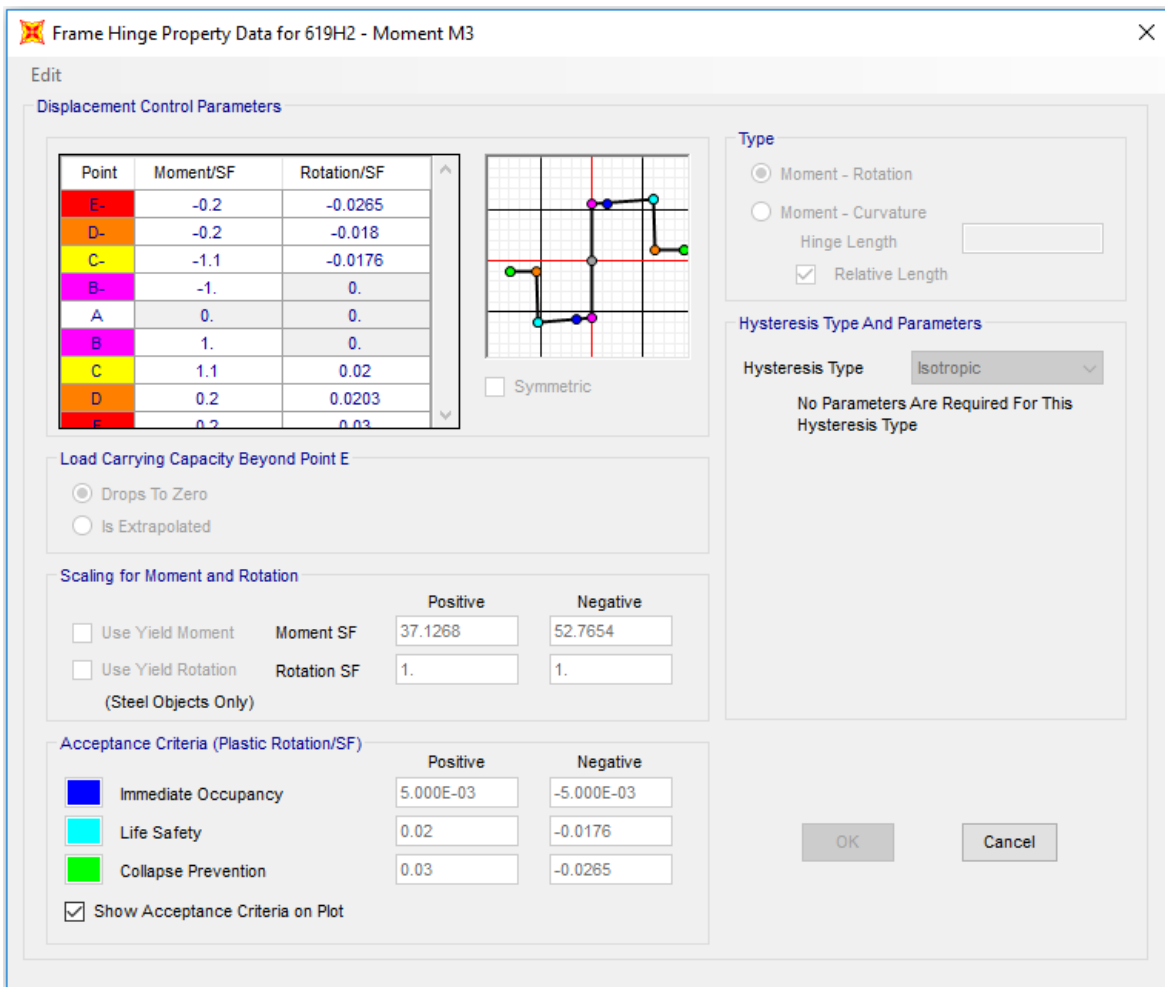 Frame Hinge Property Data for 619H2 - Moment M3
Edit
Displacement Control Parameters
Point Moment/SF Rotation/SF
E- -0.2 -0.0265
D- -0.2 -0.018
C- -1.1 -0.0176
B- -1. 0.
A 0. 0.
B 1. 0.
C 1.1 0.02
D 0.2 0.0203
E 0.2 0.03
Symmetric
Type
Moment - Rotation
Moment - Curvature
Hinge Length
Relative Length
Hysteresis Type And Parameters
Hysteresis Type Isotropic
No Parameters Are Required For This
Hysteresis Type
Load Carrying Capacity Beyond Point E
Drops To Zero
Is Extrapolated
Scaling for Moment and Rotation
Positive Negative
Use Yield Moment Moment SF 37.1268 52.7654
Use Yield Rotation Rotation SF 1. 1.
(Steel Objects Only)
Acceptance Criteria (Plastic Rotation/SF)
Positive Negative
Immediate Occupancy 5.000E-03 -5.000E-03
Life Safety 0.02 -0.0176
Collapse Prevention 0.03 -0.0265
Show Acceptance Criteria on Plot
OK Cancel